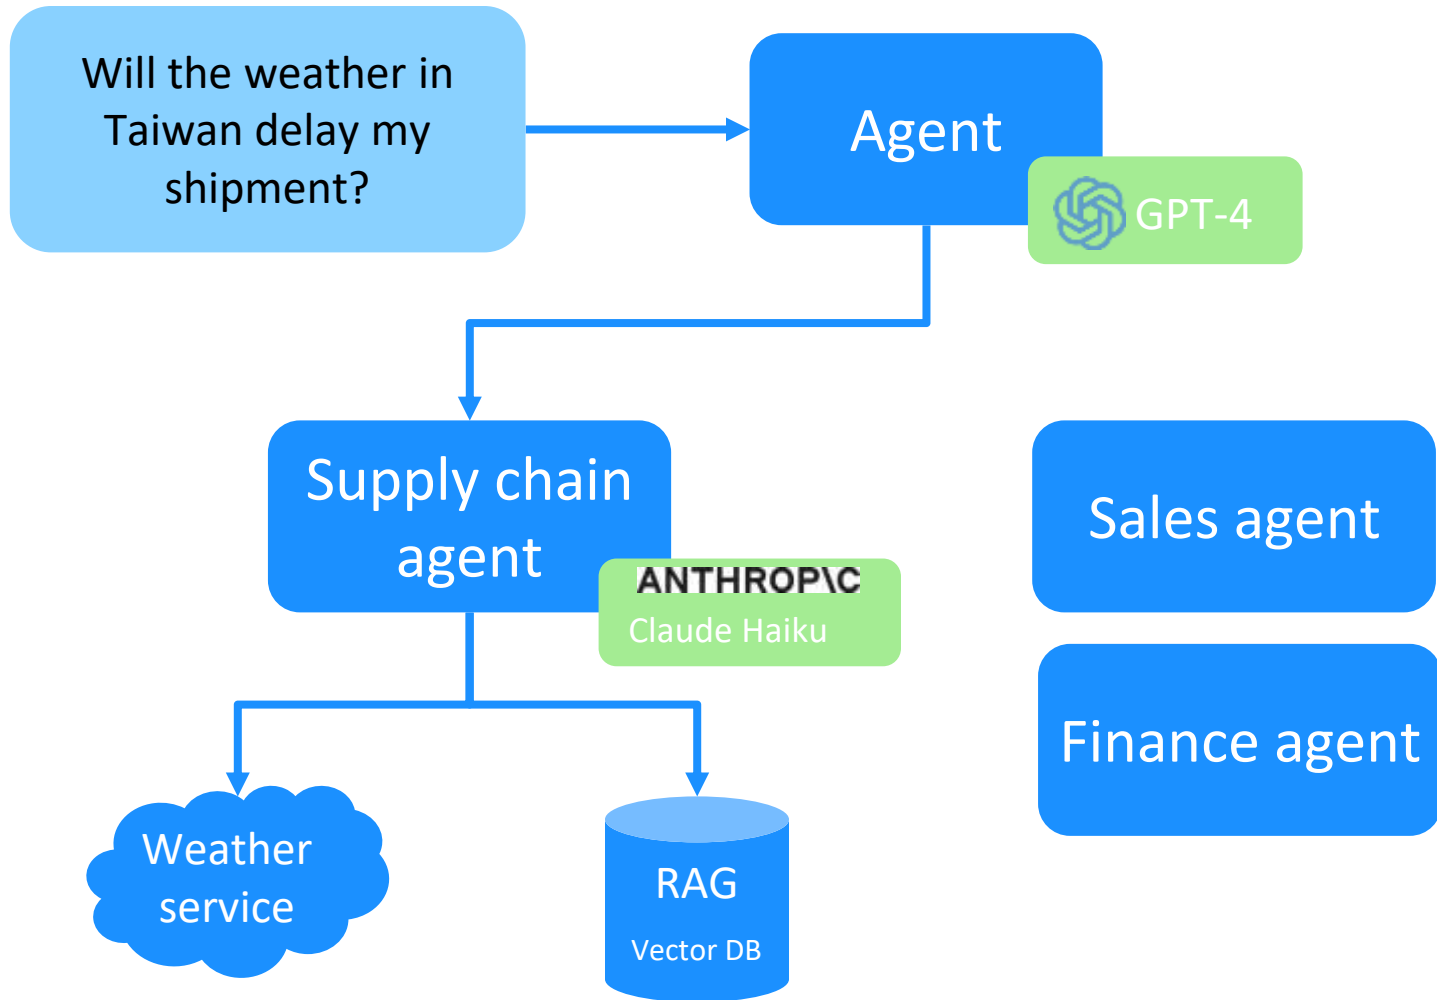 Will the weather in
Taiwan delay my
shipment?
Agent
GPT-4
Supply chain
agent
ANTHROP\C
Claude Haiku
Sales agent
Finance agent
Weather
service
RAG
Vector DB